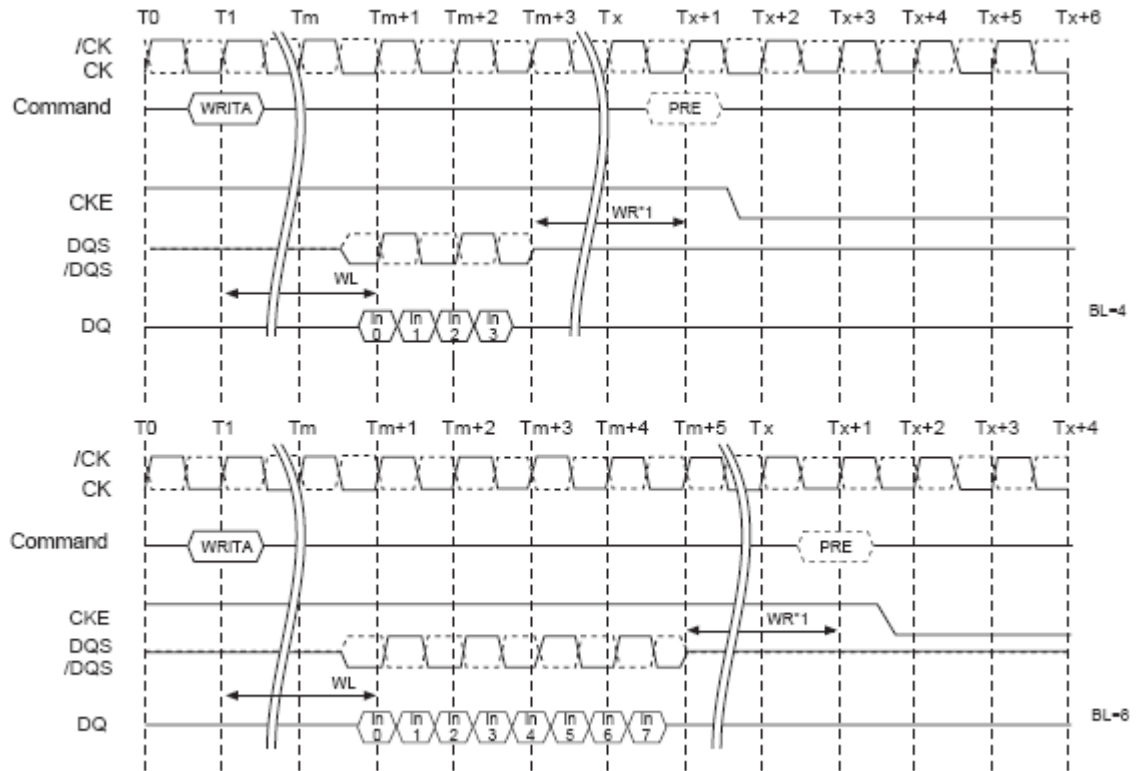 T0 T1 Tm Tm+1 Tm+2 Tm+3 Tx Tx+1 Tx+2 Tx+3 Tx+4 Tx+5 Tx+6
/CK
CK
Command WRITA PRE
CKE
WR*1
DQS
/DQS
WL
DQ In 0 In 1 In 2 In 3
BL=4
T0 T1 Tm Tm+1 Tm+2 Tm+3 Tm+4 Tm+5 Tx Tx+1 Tx+2 Tx+3 Tx+4
/CK
CK
Command WRITA PRE
CKE
WR*1
DQS
/DQS
WL
DQ In 0 In 1 In 2 In 3 In 4 In 5 In 6 In 7
BL=8